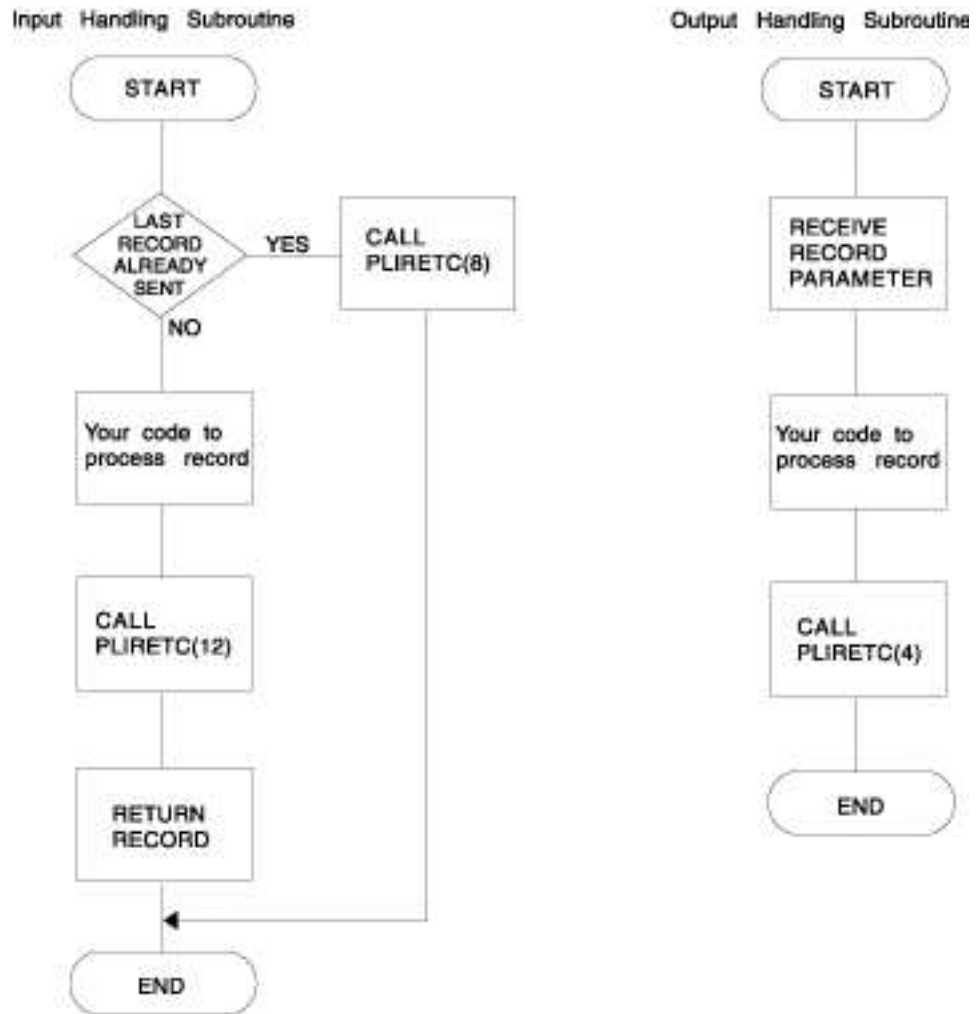 Input Handling Subroutine
START
LAST
RECORD
ALREADY
SENT
YES
CALL
PLIRETC(8)
NO
Your code to
process record
CALL
PLIRETC(12)
RETURN
RECORD
END
Output Handling Subroutine
START
RECEIVE
RECORD
PARAMETER
Your code to
process record
CALL
PLIRETC(4)
END